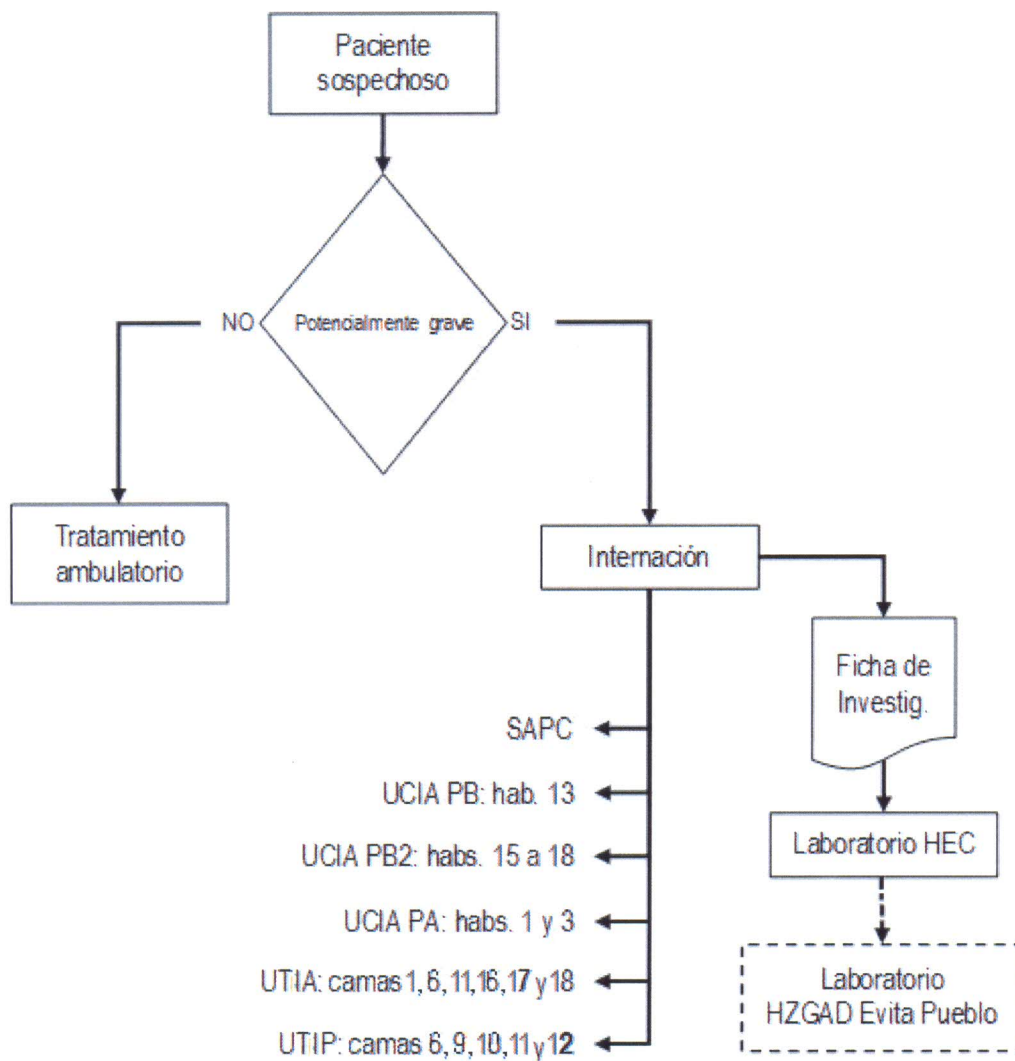 Paciente
sospechoso
NO
Potencialmente grave
SI
Tratamiento
ambulatorio
Internación
Ficha de
Investig.
SAPC
UCIA PB: hab. 13
UCIA PB2: habs. 15 a 18
UCIA PA: habs. 1 y 3
UTIA: camas 1, 6, 11, 16, 17 y 18
UTIP: camas 6, 9, 10, 11 y 12
Laboratorio HEC
Laboratorio
HZGAD Evita Pueblo